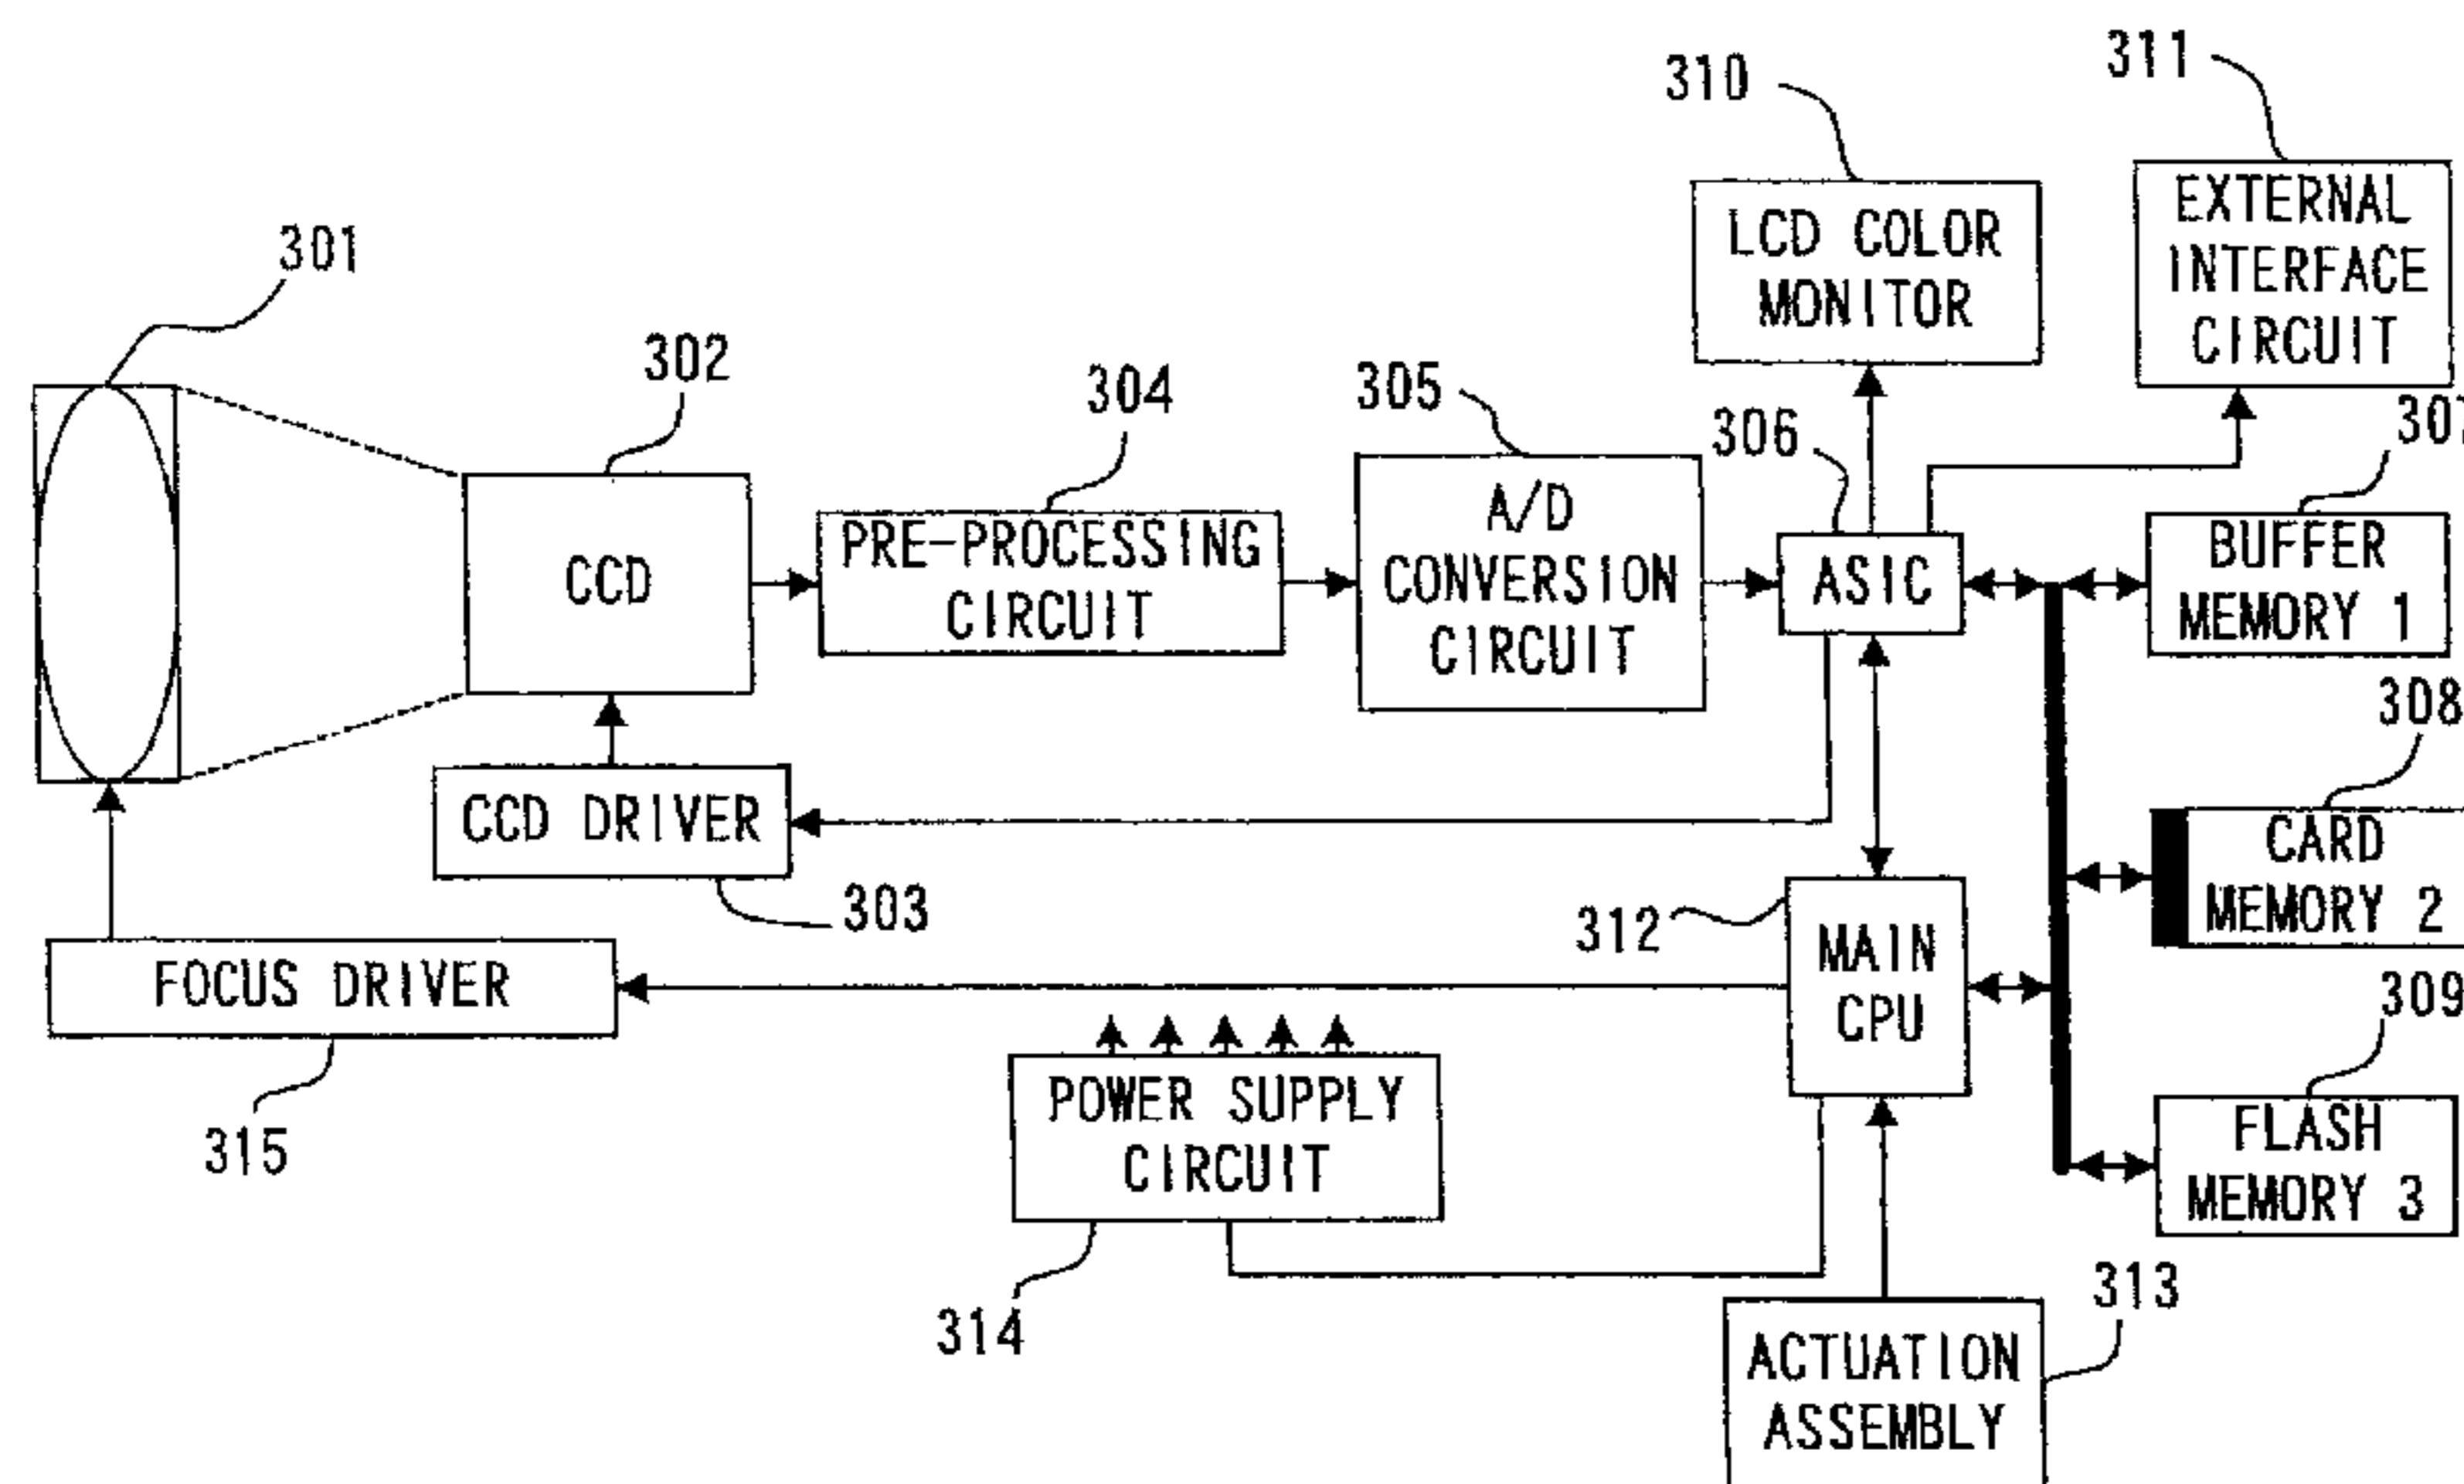 310
311
LCD COLOR
MONITOR
EXTERNAL
INTERFACE
CIRCUIT
301
302
304
305
306
307
CCD
PRE-PROCESSING
CIRCUIT
A/D
CONVERSION
CIRCUIT
ASIC
BUFFER
MEMORY 1
308
CCD DRIVER
303
CARD
MEMORY 2
312
MAIN
CPU
FOCUS DRIVER
315
309
POWER SUPPLY
CIRCUIT
314
FLASH
MEMORY 3
313
ACTUATION
ASSEMBLY